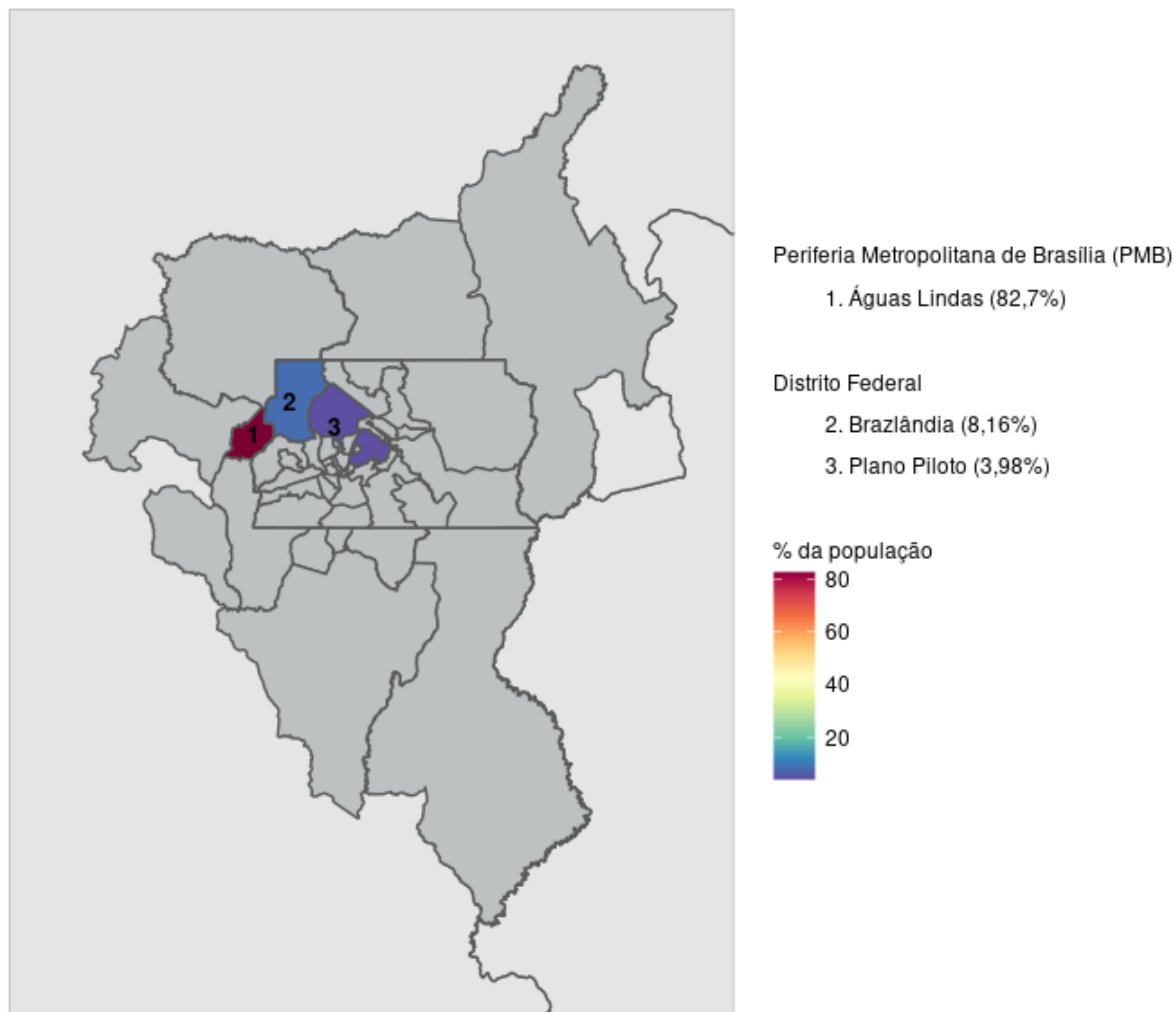 Periferia Metropolitana de Brasília (PMB)
1. Águas Lindas (82,7%)
Distrito Federal
2. Brazlândia (8,16%)
3. Plano Piloto (3,98%)
2
1
3
% da população
80
60
40
20